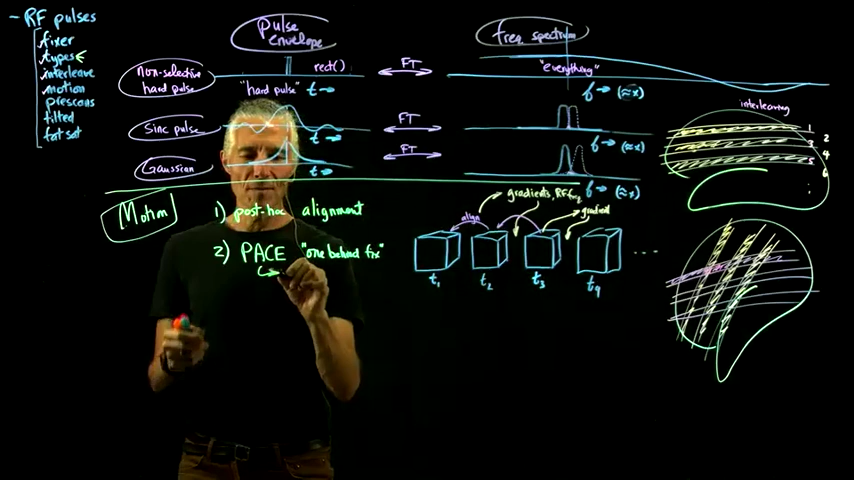 - RF pulses
fixer
types
interleave
motion
prescans
tilted
fat sat
pulse
envelope
freq spectrum
non-selective
hard pulse
rect()
"hard pulse" t →
FT
"everything"
f → (≈x)
Sinc pulse
t →
FT
f → (≈x)
Gaussian
t →
FT
f → (≈x)
interleaving
1
2
3
4
5
6
Motion
1) post-hoc alignment
2) PACE "one behind fix"
align
gradients, RF freq
gradient
t₁ t₂ t₃ t₄ ...